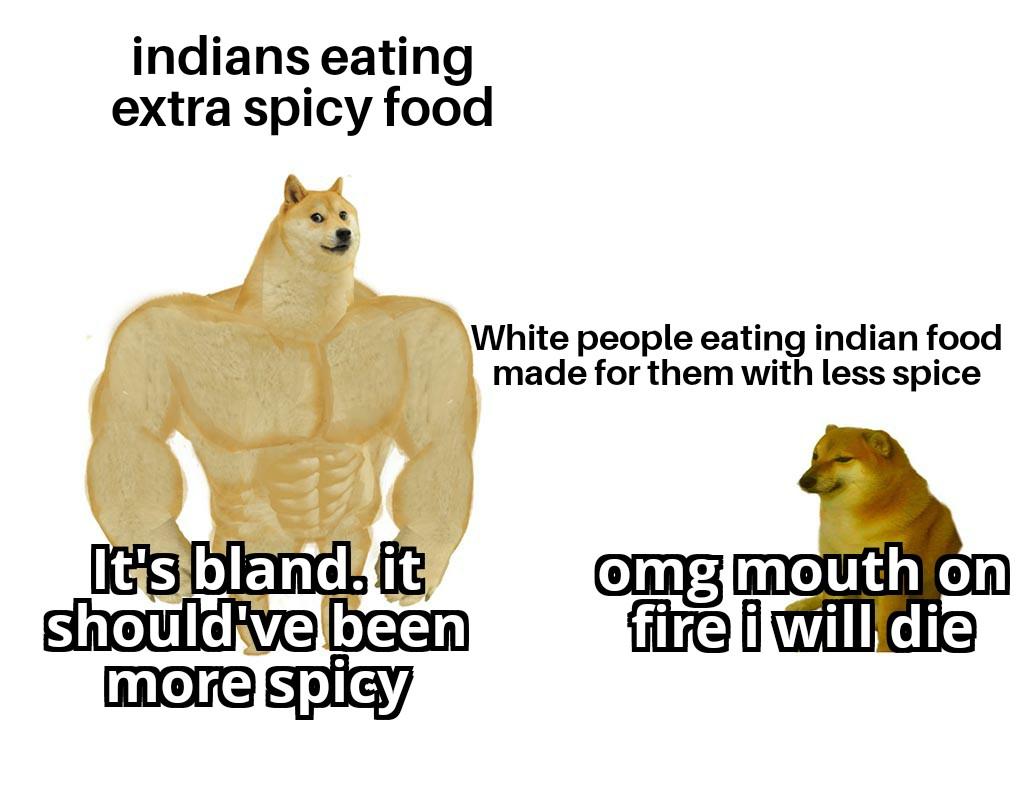 indians eating
extra spicy food
White people eating indian food
made for them with less spice
It's bland. it
should've been
more spicy
omg mouth on
fire i will die